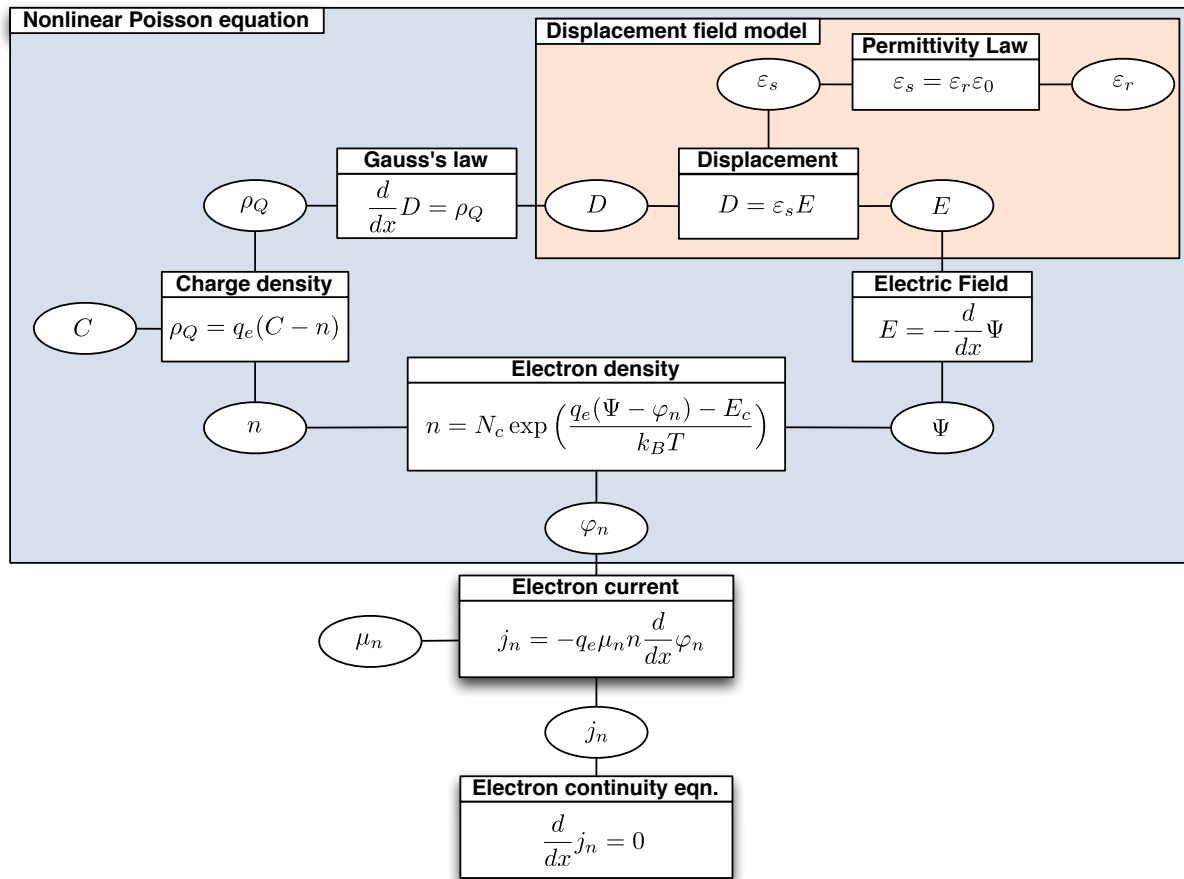 Nonlinear Poisson equation
Displacement field model
Permittivity Law
ε_s
ε_s = ε_r ε_0
ε_r
Gauss's law
Displacement
ρ_Q
d/dx D = ρ_Q
D
D = ε_s E
E
Charge density
Electric Field
C
ρ_Q = q_e(C − n)
E = − d/dx Ψ
Electron density
n
n = N_c exp ( (q_e(Ψ − φ_n) − E_c) / (k_B T) )
Ψ
φ_n
Electron current
μ_n
j_n = −q_e μ_n n d/dx φ_n
j_n
Electron continuity eqn.
d/dx j_n = 0